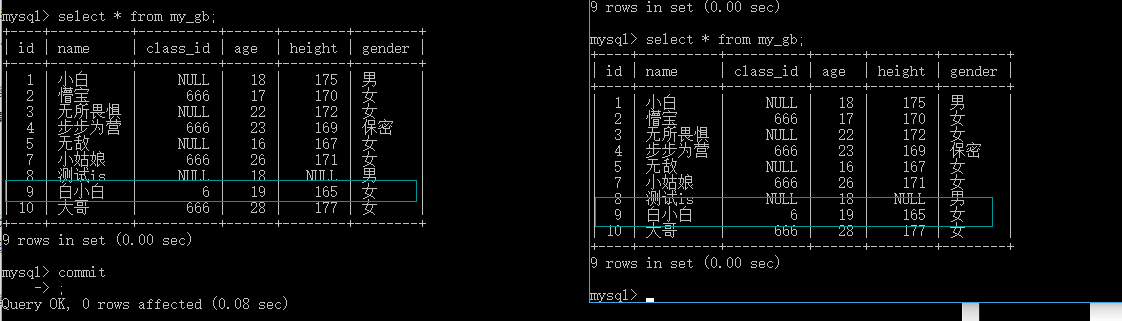 mysql> select * from my_gb;
+----+----------+----------+------+--------+--------+
| id | name | class_id | age | height | gender |
+----+----------+----------+------+--------+--------+
| 1 | 小白 | NULL | 18 | 175 | 男 |
| 2 | 懵宝 | 666 | 17 | 170 | 女 |
| 3 | 无所畏惧 | NULL | 22 | 172 | 女 |
| 4 | 步步为营 | 666 | 23 | 169 | 保密 |
| 5 | 无敌 | NULL | 16 | 167 | 女 |
| 7 | 小姑娘 | 666 | 26 | 171 | 女 |
| 8 | 测试is | NULL | 18 | NULL | 男 |
| 9 | 白小白 | 6 | 19 | 165 | 女 |
| 10 | 大哥 | 666 | 28 | 177 | 女 |
+----+----------+----------+------+--------+--------+
9 rows in set (0.00 sec)
mysql> commit
-> ;
Query OK, 0 rows affected (0.08 sec)
9 rows in set (0.00 sec)
mysql> select * from my_gb;
+----+----------+----------+------+--------+--------+
| id | name | class_id | age | height | gender |
+----+----------+----------+------+--------+--------+
| 1 | 小白 | NULL | 18 | 175 | 男 |
| 2 | 懵宝 | 666 | 17 | 170 | 女 |
| 3 | 无所畏惧 | NULL | 22 | 172 | 女 |
| 4 | 步步为营 | 666 | 23 | 169 | 保密 |
| 5 | 无敌 | NULL | 16 | 167 | 女 |
| 7 | 小姑娘 | 666 | 26 | 171 | 女 |
| 8 | 测试is | NULL | 18 | NULL | 男 |
| 9 | 白小白 | 6 | 19 | 165 | 女 |
| 10 | 大哥 | 666 | 28 | 177 | 女 |
+----+----------+----------+------+--------+--------+
9 rows in set (0.00 sec)
mysql>